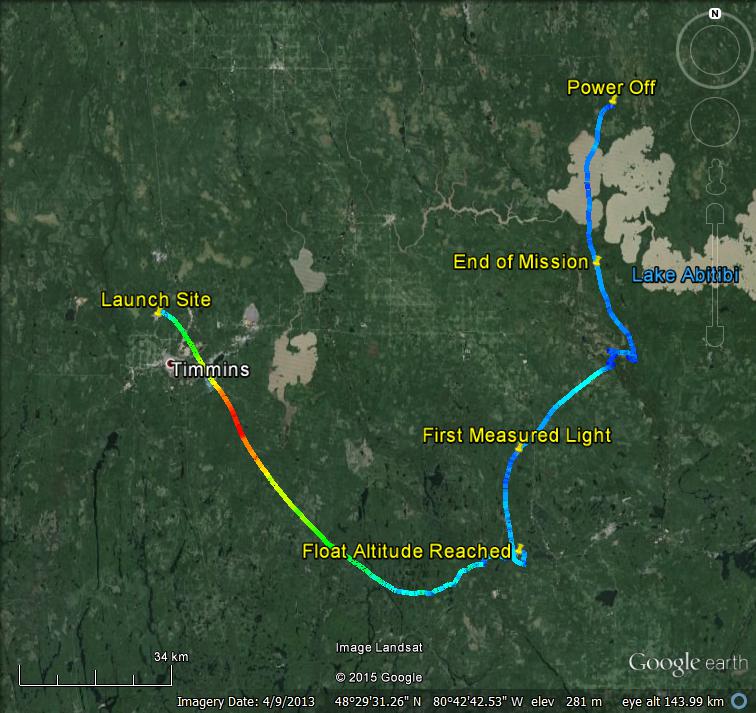 N
Power Off
End of Mission
Lake Abitibi
Launch Site
Timmins
First Measured Light
Float Altitude Reached
Image Landsat
34 km
© 2015 Google
Google earth
Imagery Date: 4/9/2013 48°29'31.26" N 80°42'42.53" W elev 281 m eye alt 143.99 km